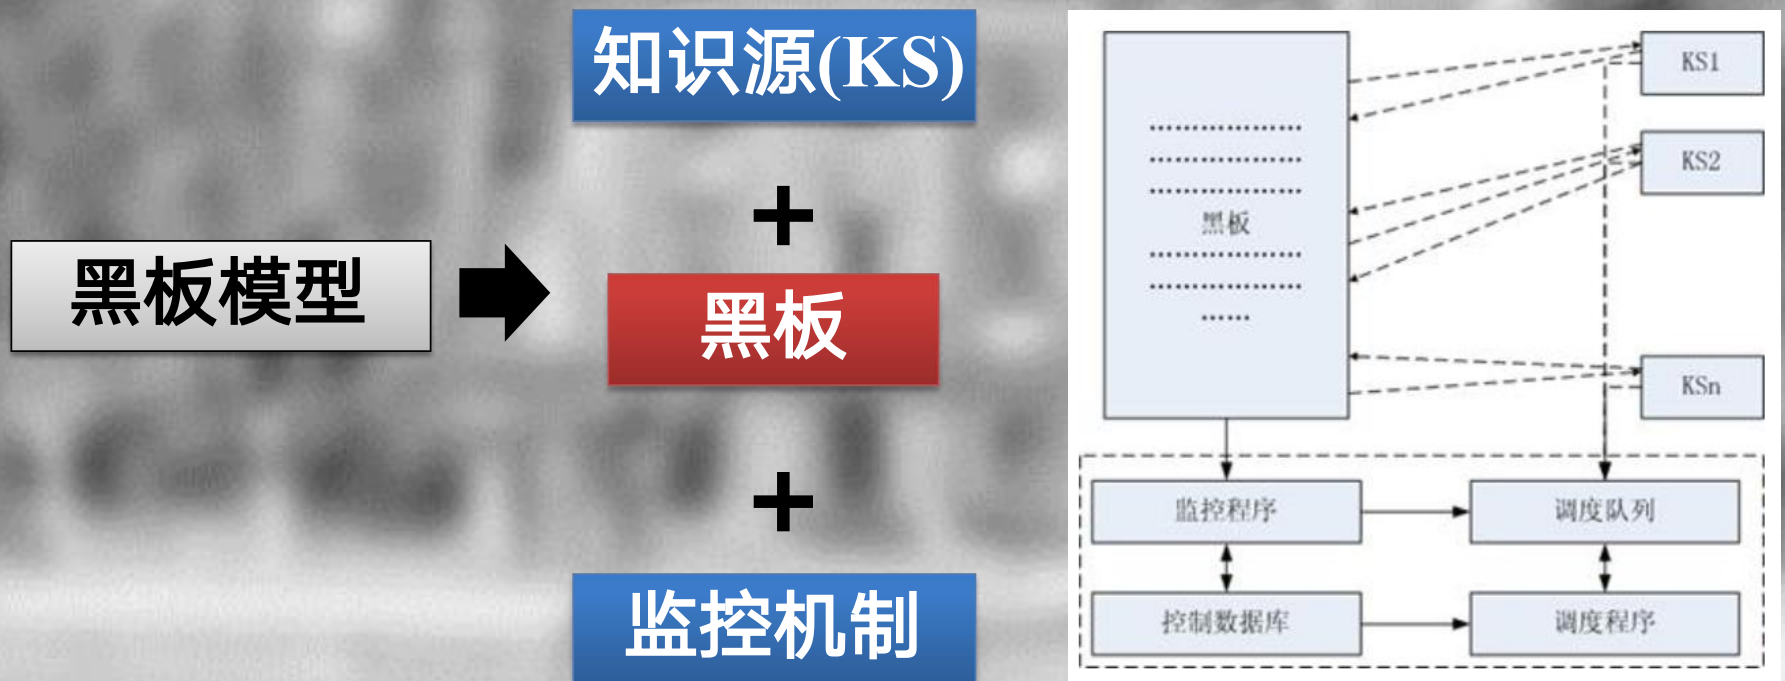 黑板模型
知识源(KS)
+
黑板
+
监控机制
黑板
KS1
KS2
KSn
监控程序
调度队列
控制数据库
调度程序